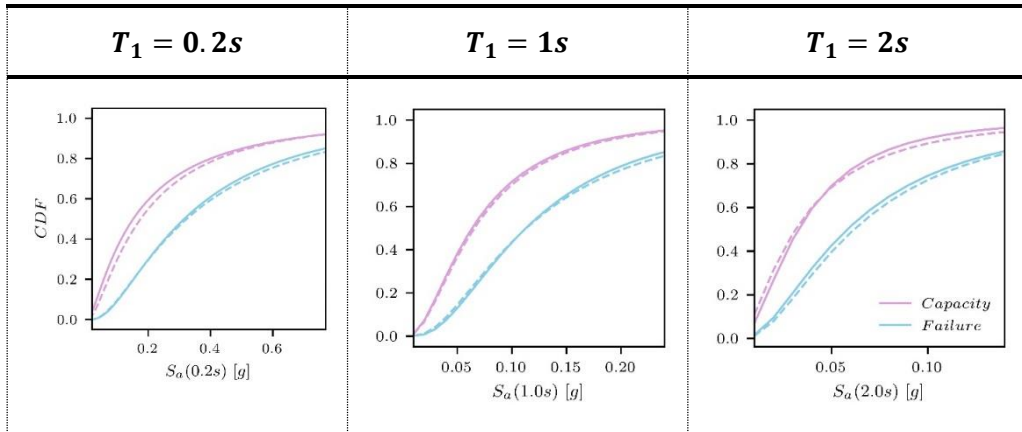 T₁ = 0.2s
T₁ = 1s
T₁ = 2s
CDF
1.0
0.8
0.6
0.4
0.2
0.0
0.2 0.4 0.6
Sₐ(0.2s) [g]
1.0
0.8
0.6
0.4
0.2
0.0
0.05 0.10 0.15 0.20
Sₐ(1.0s) [g]
1.0
0.8
0.6
0.4
0.2
0.0
Capacity
Failure
0.05 0.10
Sₐ(2.0s) [g]